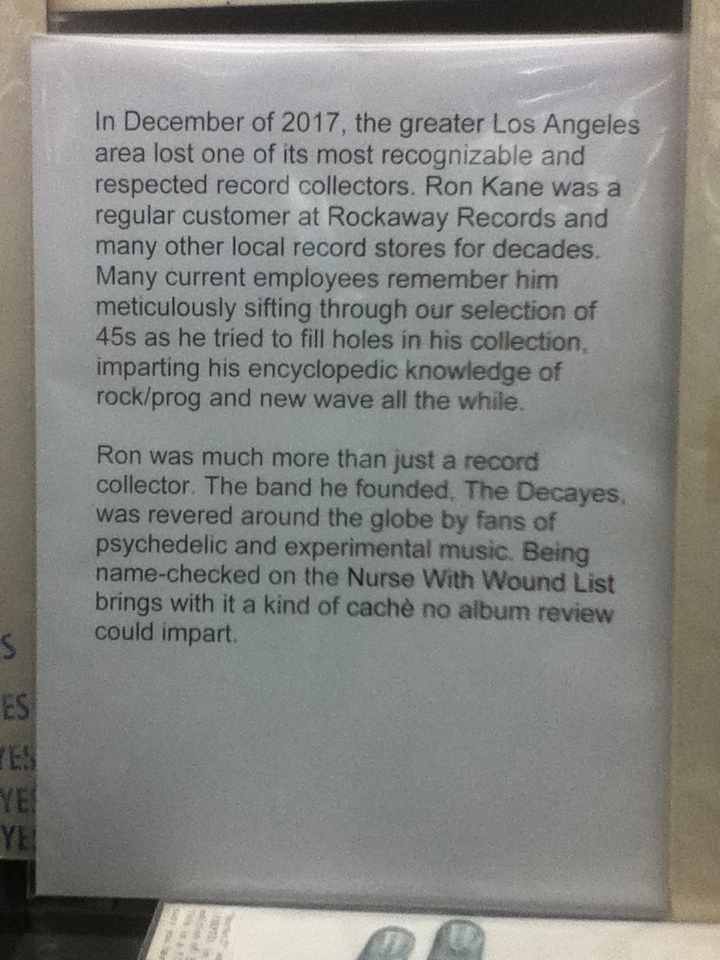 In December of 2017, the greater Los Angeles
area lost one of its most recognizable and
respected record collectors. Ron Kane was a
regular customer at Rockaway Records and
many other local record stores for decades.
Many current employees remember him
meticulously sifting through our selection of
45s as he tried to fill holes in his collection,
imparting his encyclopedic knowledge of
rock/prog and new wave all the while.
Ron was much more than just a record
collector. The band he founded, The Decayes,
was revered around the globe by fans of
psychedelic and experimental music. Being
name-checked on the Nurse With Wound List
brings with it a kind of cachè no album review
could impart.
S
ES
YES
YES
YE